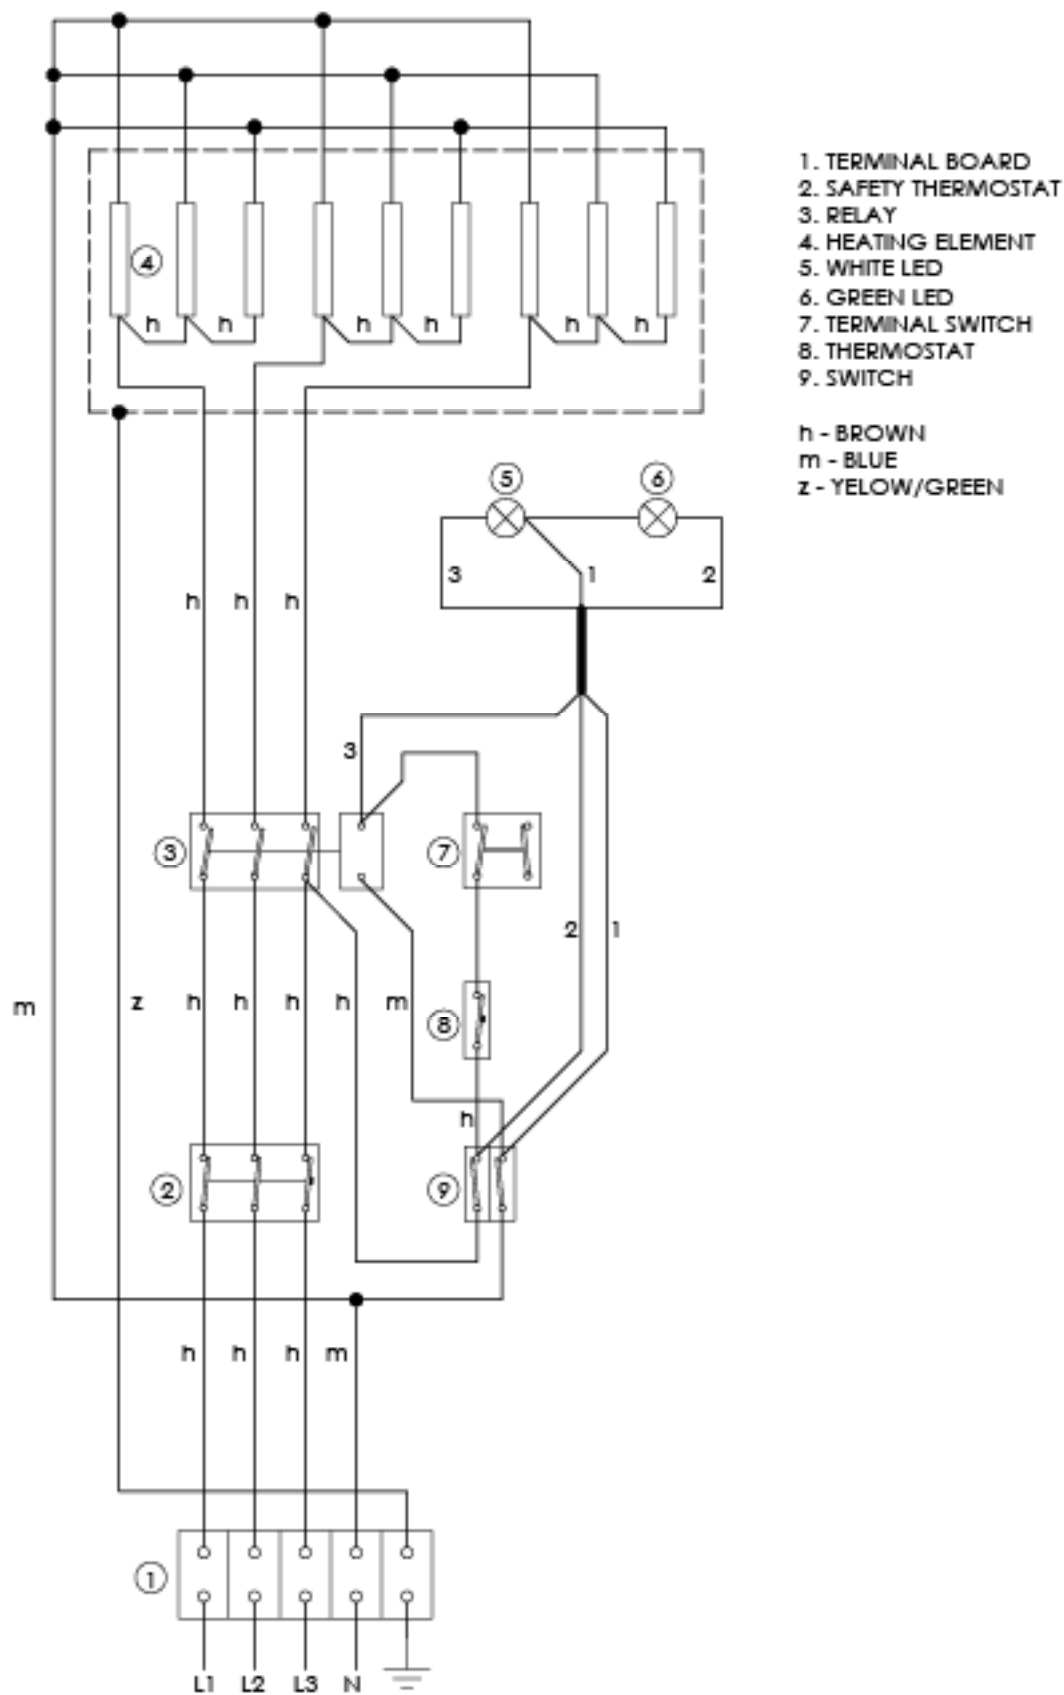 1. TERMINAL BOARD
2. SAFETY THERMOSTAT
3. RELAY
4. HEATING ELEMENT
5. WHITE LED
6. GREEN LED
7. TERMINAL SWITCH
8. THERMOSTAT
9. SWITCH
h - BROWN
m - BLUE
z - YELOW/GREEN
4
h h h h h h
5 6
3 1 2
h h h
3
3 7
2 1
m z h h h h m
8
h
2 9
h h h m
1
L1 L2 L3 N